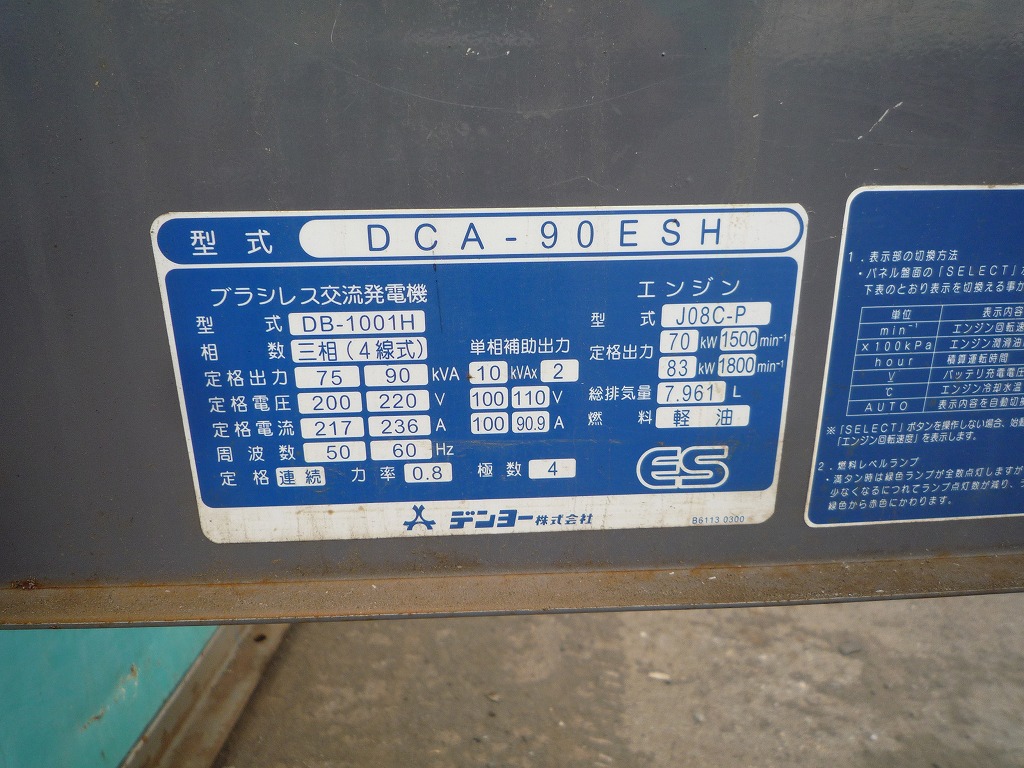 型式 DCA-90ESH
ブラシレス交流発電機
型式 DB-1001H
相数 三相(4線式) 単相補助出力
定格出力 75 90 kVA 10 kVAx 2
定格電圧 200 220 V 100 110 V
定格電流 217 236 A 100 90.9 A
周波数 50 60 Hz
定格 連続 力率 0.8 極数 4
エンジン
型式 J08C-P
定格出力 70 kW 1500 min⁻¹
83 kW 1800 min⁻¹
総排気量 7.961 L
燃料 軽油
ES
デンヨー株式会社 B6113 0300
1.表示部の切換方法
・パネル盤面の「SELECT」
下表のとおり表示を切換える事が
単位 表示内容
min⁻¹ エンジン回転速
×100kPa エンジン潤滑油
hour 積算運転時間
V バッテリ充電電圧
℃ エンジン冷却水温
AUTO 表示内容を自動切換
※「SELECT」ボタンを操作しない場合、始動
「エンジン回転速度」を表示します。
2.燃料レベルランプ
・満タン時は緑色ランプが全数点灯しますが
少なくなるにつれてランプ点灯数が減り、
緑色から赤色にかわります。